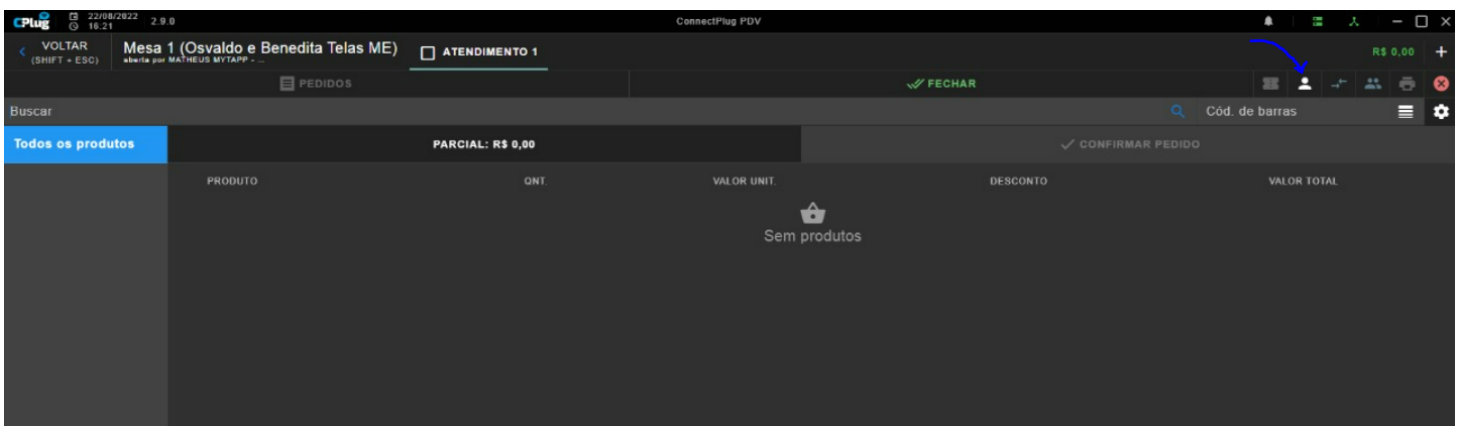 CPlug 22/08/2022 16:21 2.9.0 ConnectPlug PDV
VOLTAR
(SHIFT + ESC)
Mesa 1 (Osvaldo e Benedita Telas ME)
aberta por MATHEUS MYTAPP - ...
ATENDIMENTO 1
R$ 0,00 +
PEDIDOS
FECHAR
Buscar
Cód. de barras
Todos os produtos
PARCIAL: R$ 0,00
CONFIRMAR PEDIDO
PRODUTO QNT. VALOR UNIT. DESCONTO VALOR TOTAL
Sem produtos